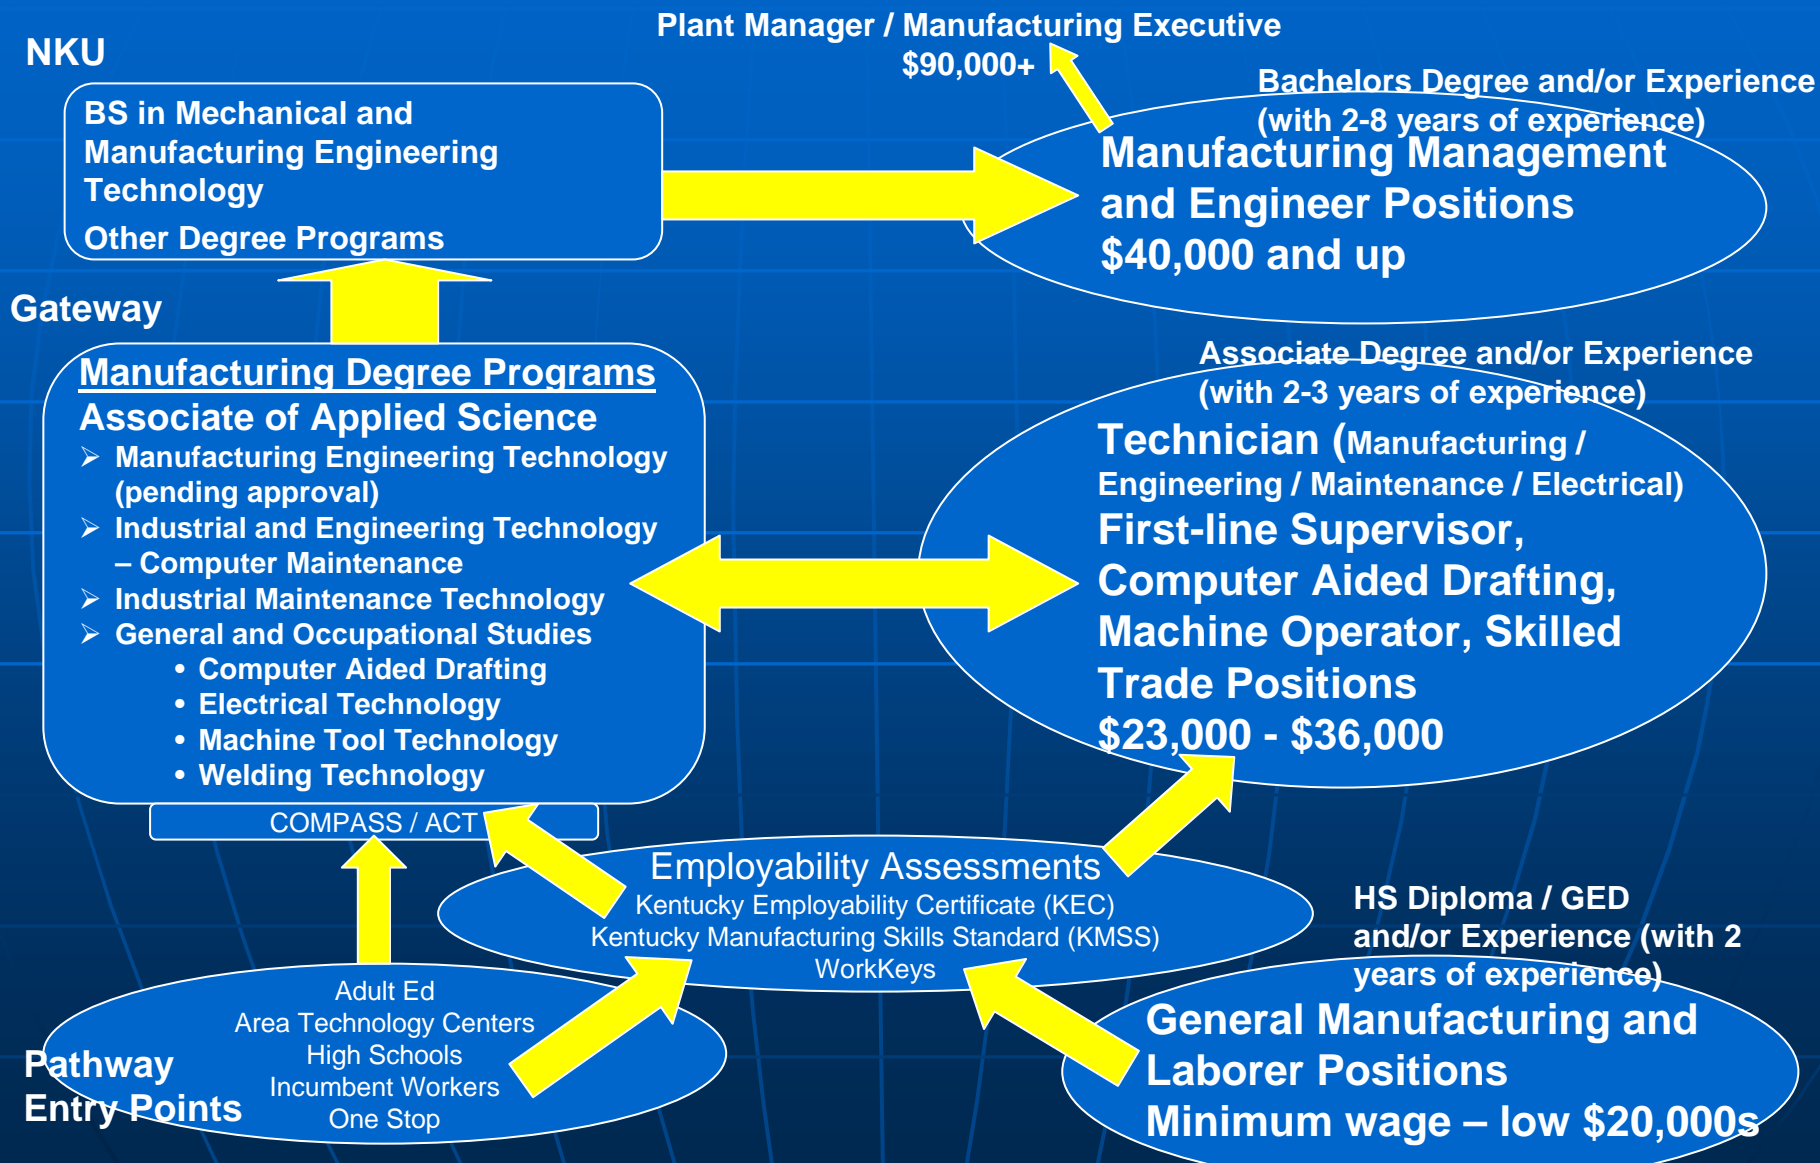 Plant Manager / Manufacturing Executive
$90,000+
NKU
BS in Mechanical and
Manufacturing Engineering
Technology
Other Degree Programs
Bachelors Degree and/or Experience
(with 2-8 years of experience)
Manufacturing Management
and Engineer Positions
$40,000 and up
Gateway
Manufacturing Degree Programs
Associate of Applied Science
➢ Manufacturing Engineering Technology
(pending approval)
➢ Industrial and Engineering Technology
– Computer Maintenance
➢ Industrial Maintenance Technology
➢ General and Occupational Studies
• Computer Aided Drafting
• Electrical Technology
• Machine Tool Technology
• Welding Technology
COMPASS / ACT
Associate Degree and/or Experience
(with 2-3 years of experience)
Technician (Manufacturing /
Engineering / Maintenance / Electrical)
First-line Supervisor,
Computer Aided Drafting,
Machine Operator, Skilled
Trade Positions
$23,000 - $36,000
Employability Assessments
Kentucky Employability Certificate (KEC)
Kentucky Manufacturing Skills Standard (KMSS)
WorkKeys
Pathway
Entry Points
Adult Ed
Area Technology Centers
High Schools
Incumbent Workers
One Stop
HS Diploma / GED
and/or Experience (with 2
years of experience)
General Manufacturing and
Laborer Positions
Minimum wage – low $20,000s